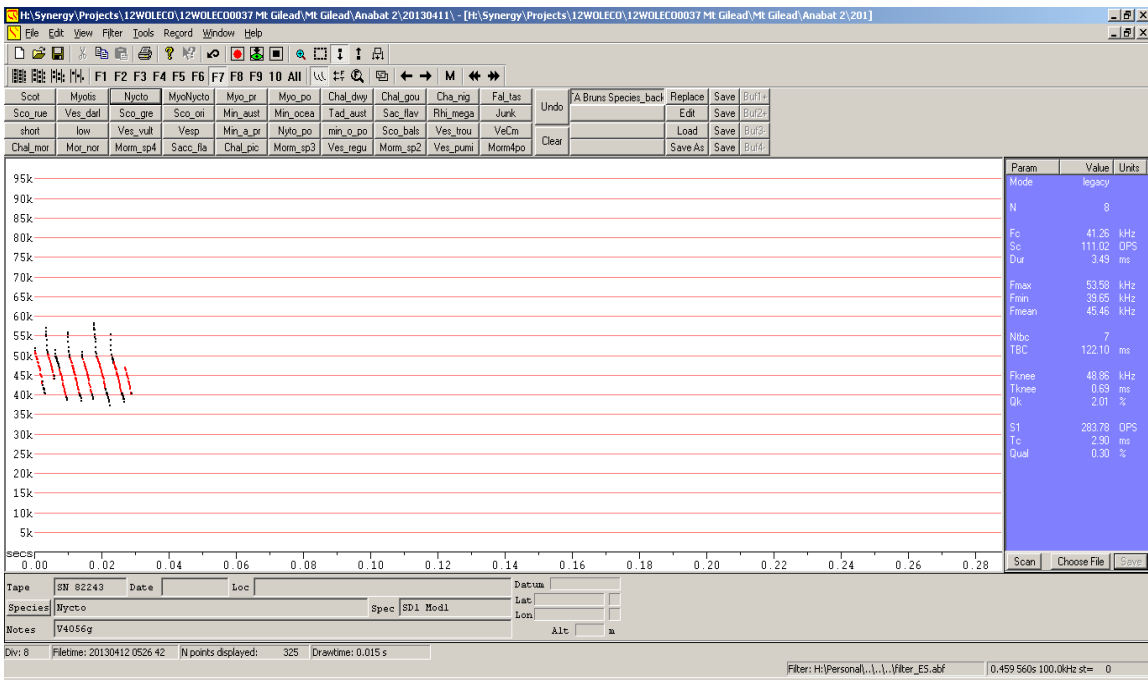 H:\Synergy\Projects\12WOLECO\12WOLECO0037 Mt Gilead\Mt Gilead\Anabat 2\20130411\ - [H:\Synergy\Projects\12WOLECO\12WOLECO0037 Mt Gilead\Mt Gilead\Anabat 2\201]
File Edit View Filter Tools Record Window Help
F1 F2 F3 F4 F5 F6 F7 F8 F9 10 All M
Scot Myotis Nycto MyoNycto Myo_pr Myo_po Chal_dwy Chal_gou Cha_nig Fal_tas Undo TA Bruns Species_back Replace Save Buf1+
Sco_rue Ves_darl Sco_gre Sco_ori Min_aust Min_ocea Tad_aust Sac_flav Rhi_mega Junk Edit Save Buf2+
short low Ves_vult Vesp Min_a_pr Nyto_po min_o_po Sco_bals Ves_trou VeCm Clear Load Save Buf3-
Chal_mor Mor_nor Morm_sp4 Sacc_fla Chal_pic Morm_sp3 Ves_regu Morm_sp2 Ves_pumi Morm4po Save As Save Buf4-
95k
90k
85k
80k
75k
70k
65k
60k
55k
50k
45k
40k
35k
30k
25k
20k
15k
10k
5k
secs
0.00 0.02 0.04 0.06 0.08 0.10 0.12 0.14 0.16 0.18 0.20 0.22 0.24 0.26 0.28
Param Value Units
Mode legacy
N 8
Fc 41.26 kHz
Sc 111.02 OPS
Dur 3.49 ms
Fmax 53.58 kHz
Fmin 39.65 kHz
Fmean 45.46 kHz
Ntbc 7
TBC 122.10 ms
Fknee 48.86 kHz
Tknee 0.69 ms
Qk 2.01 %
S1 283.78 OPS
Tc 2.90 ms
Qual 0.30 %
Scan Choose File Save
Tape SN 82243 Date Loc Datum
Species Nycto Spec SD1 Mod1 Lat
Lon
Notes V4056g Alt m
Div: 8 Filetime: 20130412 0526 42 N points displayed: 325 Drawtime: 0.015 s
Filter: H:\Personal\..\..\..\filter_ES.abf 0.459 560s 100.0kHz st= 0